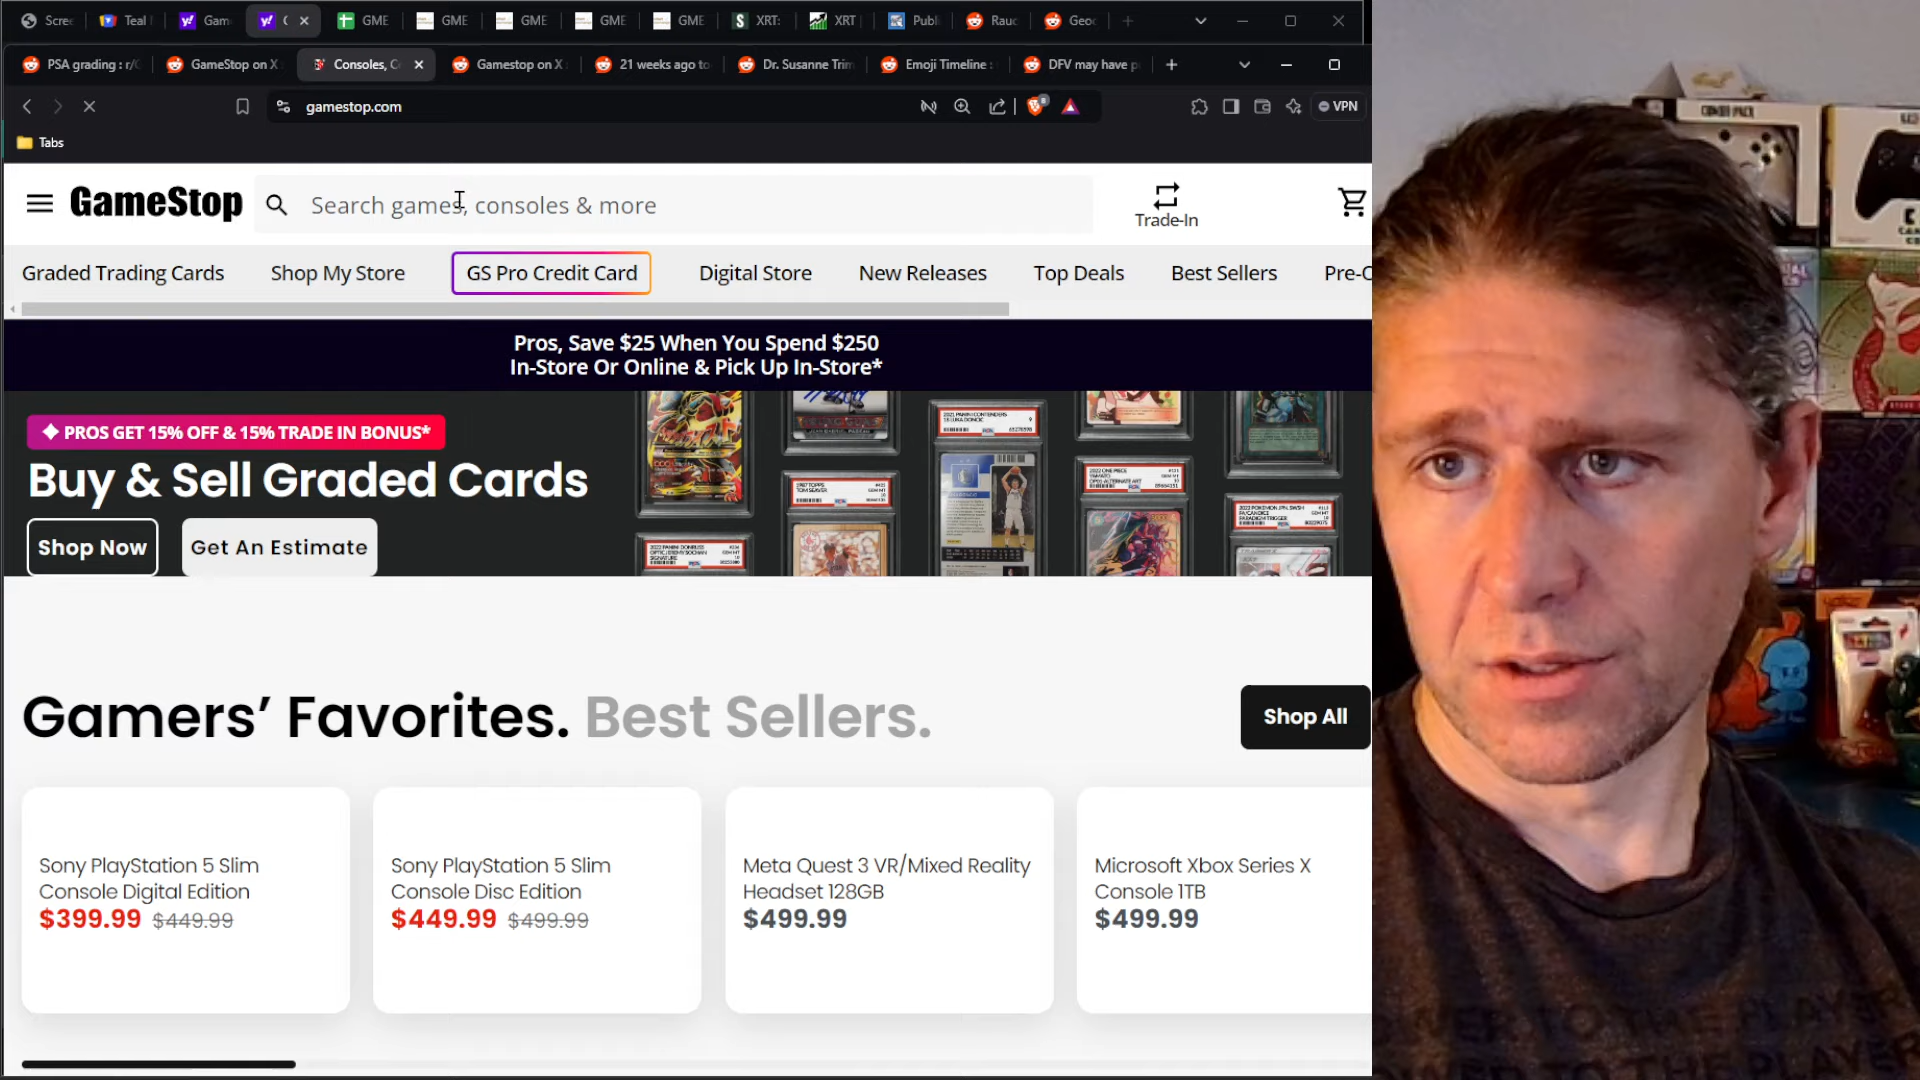 Scree
Teal
Gam
GME
GME
GME
GME
GME
XRT:
XRT
Publi
Rauc
Geoc
PSA grading : r/
GameStop on X
Consoles, C
Gamestop on X
21 weeks ago to
Dr. Susanne Trim
Emoji Timeline :
DFV may have p
gamestop.com
VPN
Tabs
GameStop
Search games, consoles & more
Trade-In
Graded Trading Cards
Shop My Store
GS Pro Credit Card
Digital Store
New Releases
Top Deals
Best Sellers
Pre-O
Pros, Save $25 When You Spend $250
In-Store Or Online & Pick Up In-Store*
PROS GET 15% OFF & 15% TRADE IN BONUS*
Buy & Sell Graded Cards
Shop Now
Get An Estimate
Gamers’ Favorites. Best Sellers.
Shop All
Sony PlayStation 5 Slim
Console Digital Edition
$399.99 $449.99
Sony PlayStation 5 Slim
Console Disc Edition
$449.99 $499.99
Meta Quest 3 VR/Mixed Reality
Headset 128GB
$499.99
Microsoft Xbox Series X
Console 1TB
$499.99